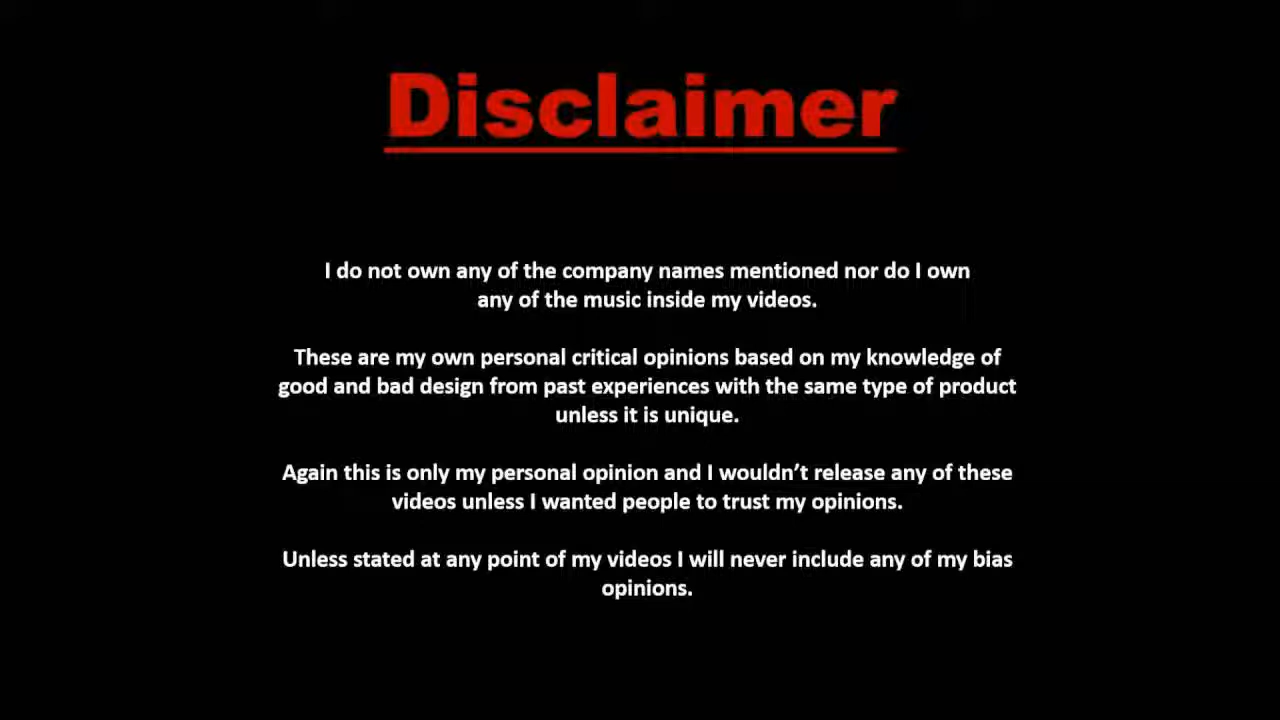 Disclaimer
I do not own any of the company names mentioned nor do I own
any of the music inside my videos.
These are my own personal critical opinions based on my knowledge of
good and bad design from past experiences with the same type of product
unless it is unique.
Again this is only my personal opinion and I wouldn’t release any of these
videos unless I wanted people to trust my opinions.
Unless stated at any point of my videos I will never include any of my bias
opinions.